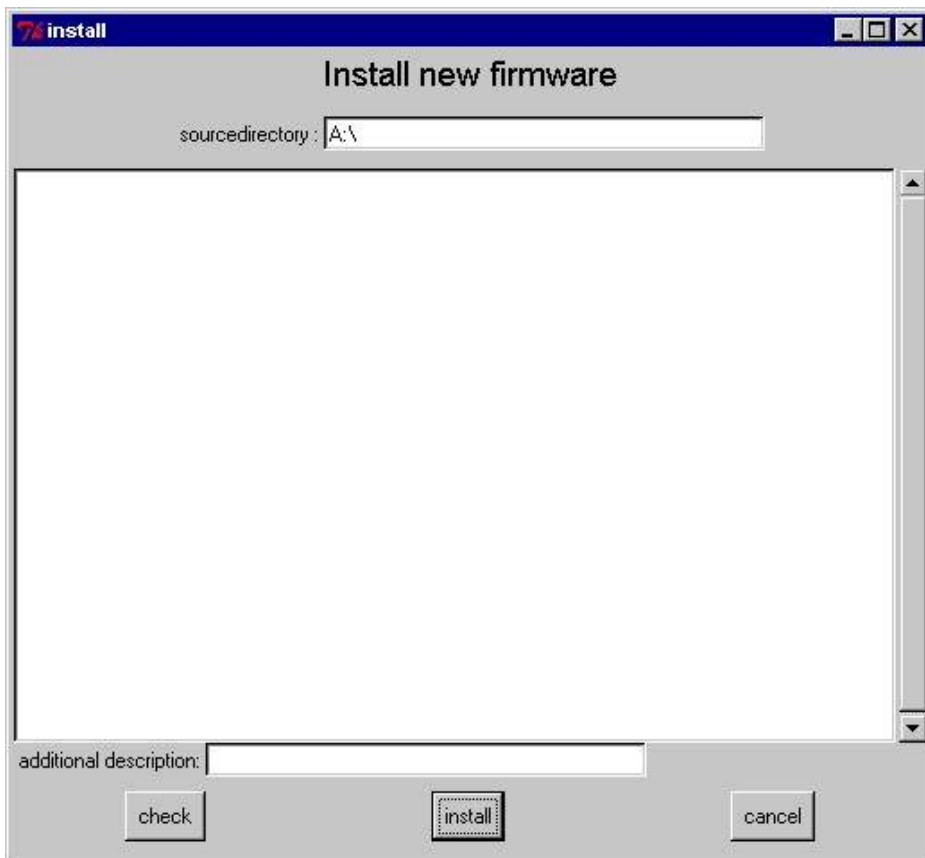 install
Install new firmware
sourcedirectory : A:\
additional description:
check install cancel